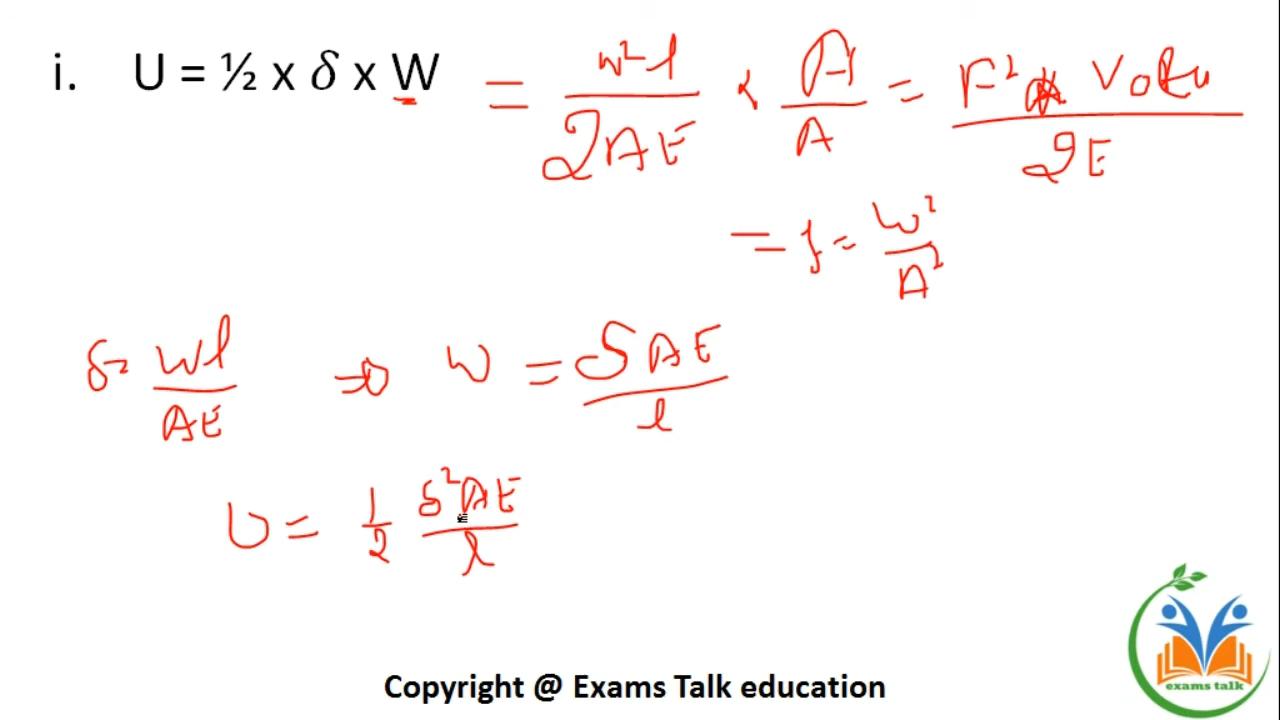 i. U = ½ x δ x W = w²l / 2AE × A / A = F² Volu / 2E
= f = w² / A²
δ = wl / AE ⇒ w = δAE / l
U = 1/2 δ²AE / l
exams talk
Copyright @ Exams Talk education